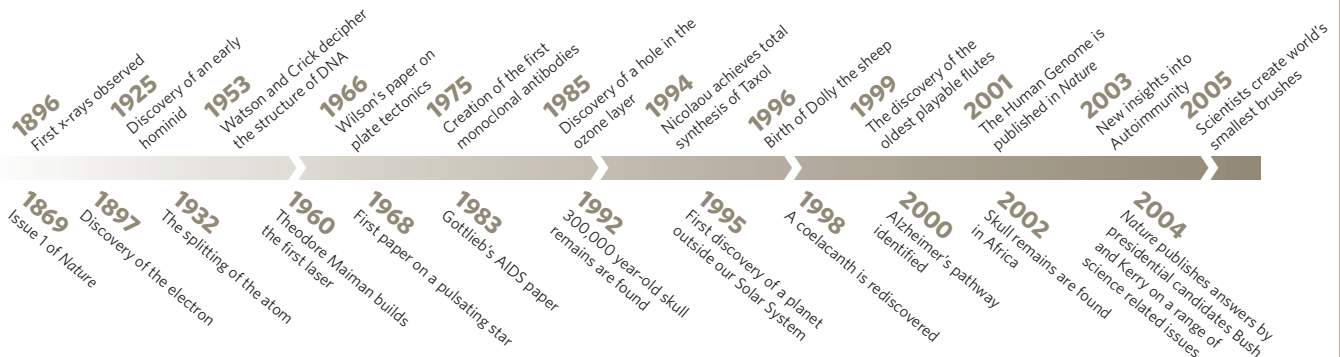 1896
First x-rays observed
1925
Discovery of an early
hominid
1953
Watson and Crick decipher
the structure of DNA
1966
Wilson's paper on
plate tectonics
1975
Creation of the first
monoclonal antibodies
1985
Discovery of a hole in the
ozone layer
1994
Nicolaou achieves total
synthesis of Taxol
1996
Birth of Dolly the sheep
1999
The discovery of the
oldest playable flutes
2001
The Human Genome is
published in Nature
2003
New insights into
Autoimmunity
2005
Scientists create world's
smallest brushes
1869
Issue 1 of Nature
1897
Discovery of the electron
1932
The splitting of the atom
1960
Theodore Maiman builds
the first laser
1968
First paper on a pulsating star
1983
Gottlieb's AIDS paper
1992
300,000 year-old skull
remains are found
1995
First discovery of a planet
outside our Solar System
1998
A coelacanth is rediscovered
2000
Alzheimer's pathway
identified
2002
Skull remains are found
in Africa
2004
Nature publishes answers by
presidential candidates Bush
and Kerry on a range of
science related issues